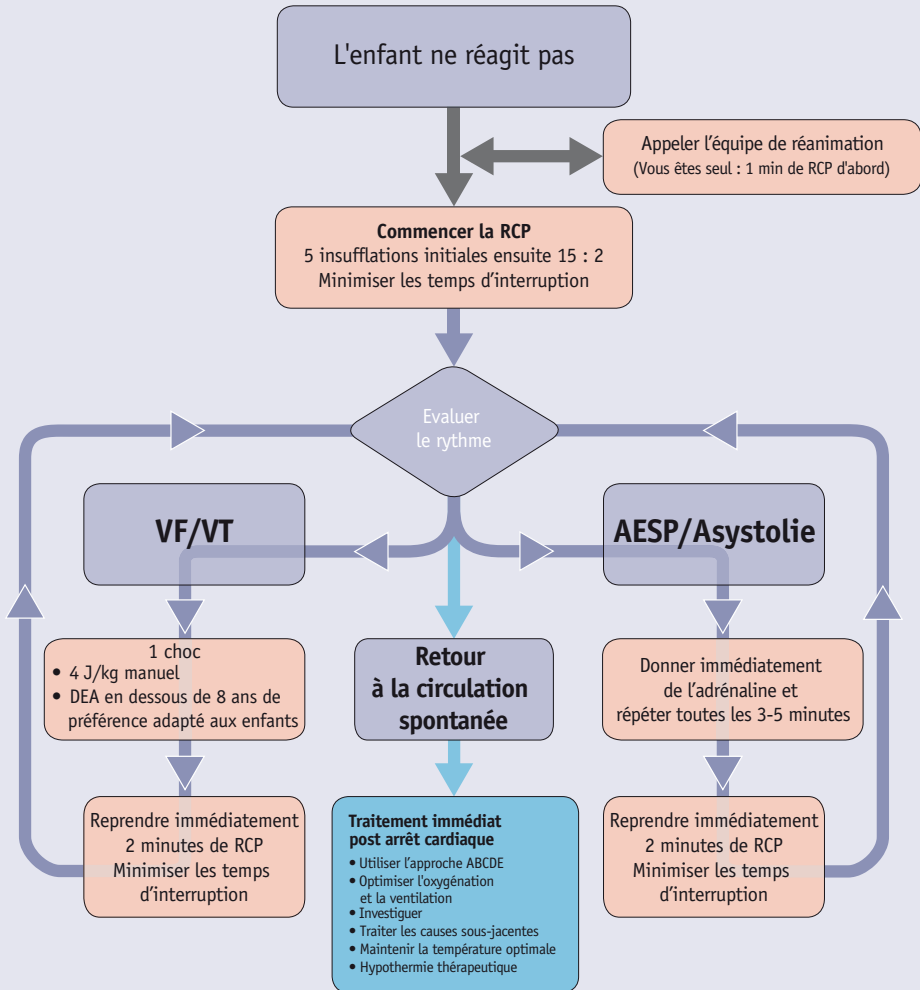 L'enfant ne réagit pas
Appeler l’équipe de réanimation
(Vous êtes seul : 1 min de RCP d'abord)
Commencer la RCP
5 insufflations initiales ensuite 15 : 2
Minimiser les temps d’interruption
Evaluer
le rythme
VF/VT
AESP/Asystolie
1 choc
• 4 J/kg manuel
• DEA en dessous de 8 ans de
préférence adapté aux enfants
Retour
à la circulation
spontanée
Donner immédiatement
de l’adrénaline et
répéter toutes les 3-5 minutes
Reprendre immédiatement
2 minutes de RCP
Minimiser les temps
d’interruption
Traitement immédiat
post arrêt cardiaque
• Utiliser l’approche ABCDE
• Optimiser l'oxygénation
et la ventilation
• Investiguer
• Traiter les causes sous-jacentes
• Maintenir la température optimale
• Hypothermie thérapeutique
Reprendre immédiatement
2 minutes de RCP
Minimiser les temps
d’interruption